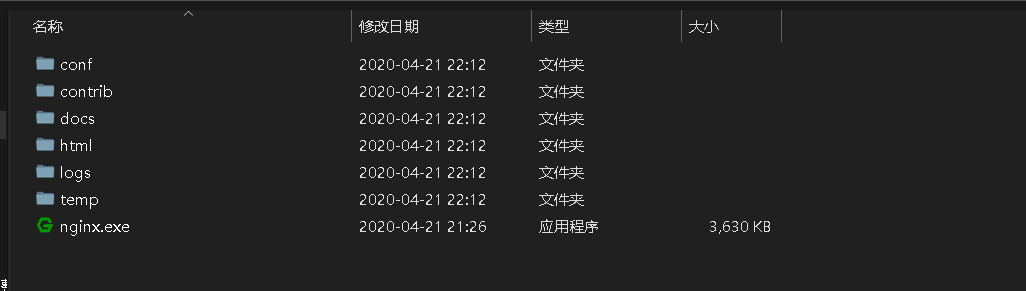 名称 修改日期 类型 大小
conf 2020-04-21 22:12 文件夹
contrib 2020-04-21 22:12 文件夹
docs 2020-04-21 22:12 文件夹
html 2020-04-21 22:12 文件夹
logs 2020-04-21 22:12 文件夹
temp 2020-04-21 22:12 文件夹
nginx.exe 2020-04-21 21:26 应用程序 3,630 KB